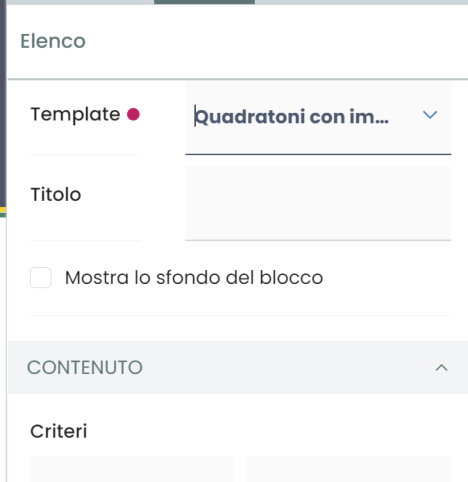 Elenco
Template
Quadratoni con im...
Titolo
Mostra lo sfondo del blocco
CONTENUTO
Criteri